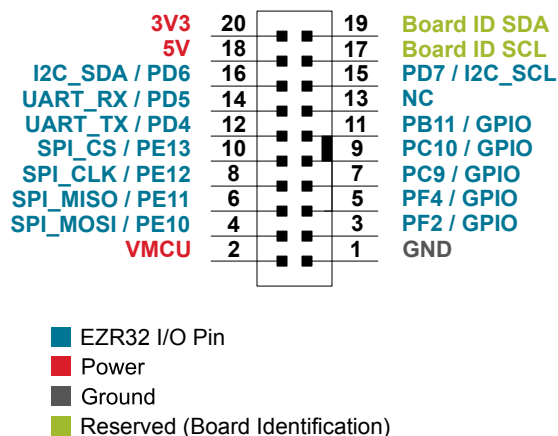 3V3 20 19 Board ID SDA
5V 18 17 Board ID SCL
I2C_SDA / PD6 16 15 PD7 / I2C_SCL
UART_RX / PD5 14 13 NC
UART_TX / PD4 12 11 PB11 / GPIO
SPI_CS / PE13 10 9 PC10 / GPIO
SPI_CLK / PE12 8 7 PC9 / GPIO
SPI_MISO / PE11 6 5 PF4 / GPIO
SPI_MOSI / PE10 4 3 PF2 / GPIO
VMCU 2 1 GND
EZR32 I/O Pin
Power
Ground
Reserved (Board Identification)